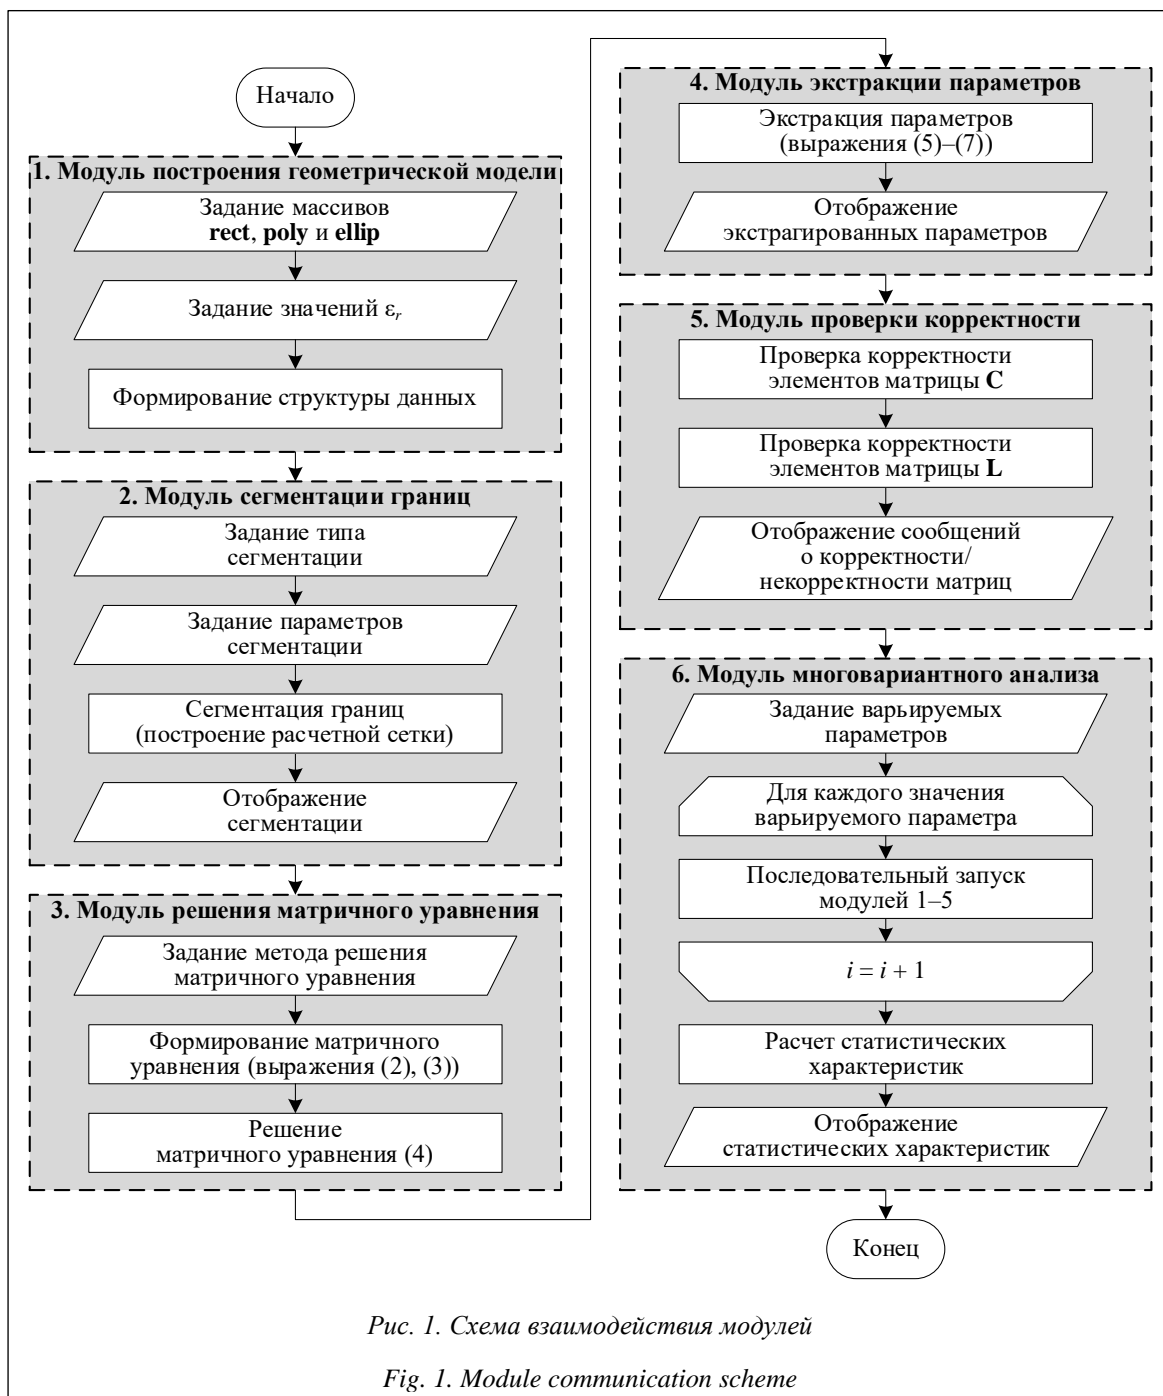 Начало
1. Модуль построения геометрической модели
Задание массивов
rect, poly и ellip
Задание значений εr
Формирование структуры данных
2. Модуль сегментации границ
Задание типа
сегментации
Задание параметров
сегментации
Сегментация границ
(построение расчетной сетки)
Отображение
сегментации
3. Модуль решения матричного уравнения
Задание метода решения
матричного уравнения
Формирование матричного
уравнения (выражения (2), (3))
Решение
матричного уравнения (4)
4. Модуль экстракции параметров
Экстракция параметров
(выражения (5)–(7))
Отображение
экстрагированных параметров
5. Модуль проверки корректности
Проверка корректности
элементов матрицы C
Проверка корректности
элементов матрицы L
Отображение сообщений
о корректности/
некорректности матриц
6. Модуль многовариантного анализа
Задание варьируемых
параметров
Для каждого значения
варьируемого параметра
Последовательный запуск
модулей 1–5
i = i + 1
Расчет статистических
характеристик
Отображение
статистических характеристик
Конец
Рис. 1. Схема взаимодействия модулей
Fig. 1. Module communication scheme